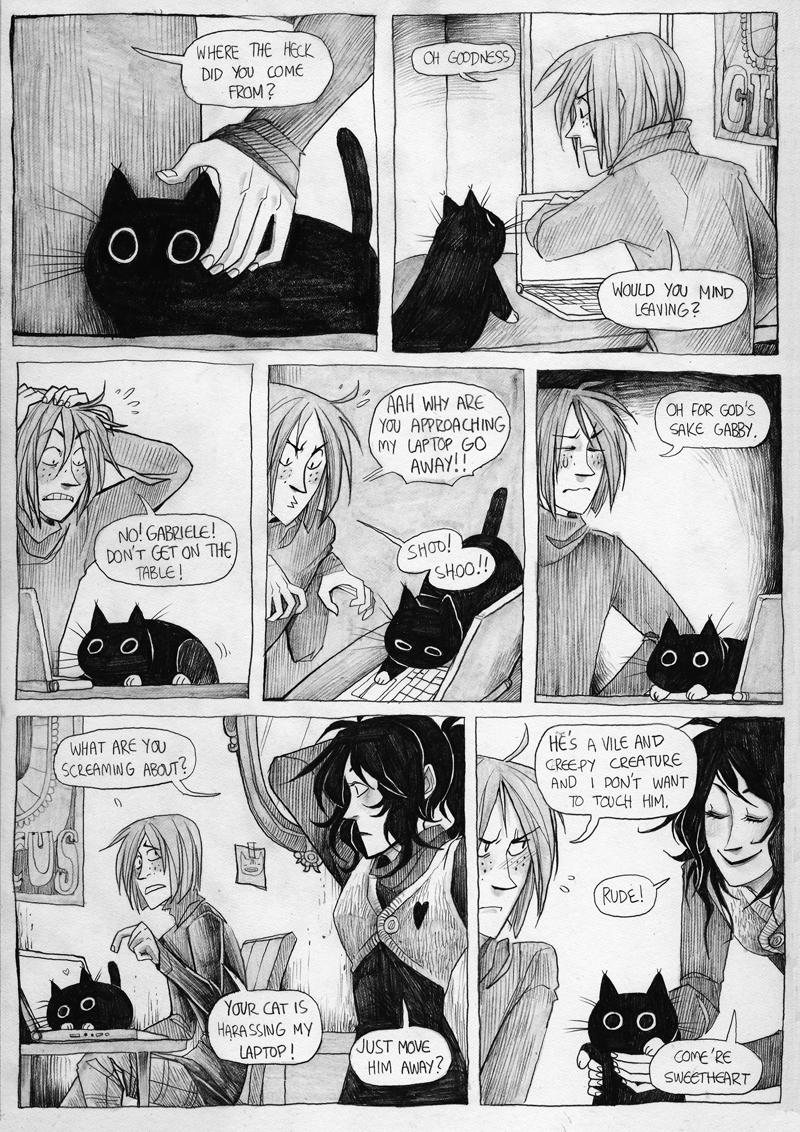 WHERE THE HECK
DID YOU COME
FROM?
OH GOODNESS
CI
WOULD YOU MIND
LEAVING?
NO! GABRIELE!
DON'T GET ON THE
TABLE!
AAH WHY ARE
YOU APPROACHING
MY LAPTOP GO
AWAY!!
SHOO!
SHOO!!
OH FOR GOD'S
SAKE GABBY.
WHAT ARE YOU
SCREAMING ABOUT?
CUS
YOUR CAT IS
HARASSING MY
LAPTOP!
JUST MOVE
HIM AWAY?
HE'S A VILE AND
CREEPY CREATURE
AND I DON'T WANT
TO TOUCH HIM.
RUDE!
COME'RE
SWEETHEART